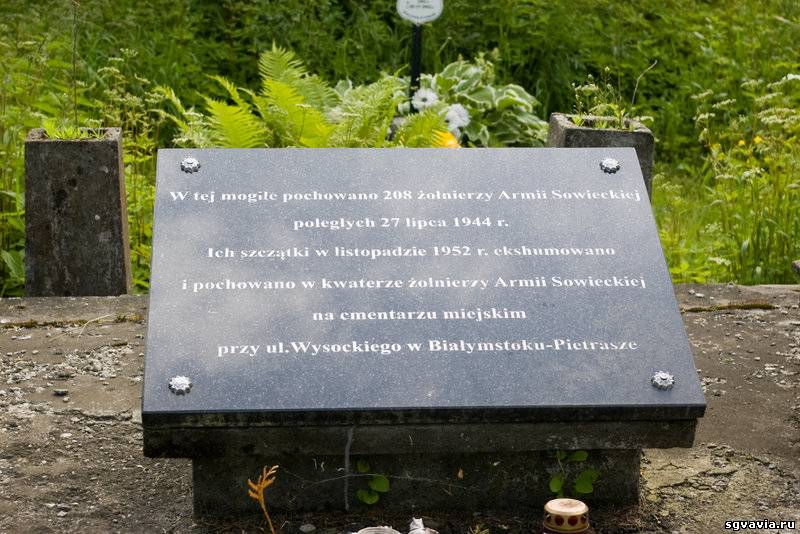 W tej mogile pochowano 208 żołnierzy Armii Sowieckiej
poległych 27 lipca 1944 r.
Ich szczątki w listopadzie 1952 r. ekshumowano
i pochowano w kwaterze żołnierzy Armii Sowieckiej
na cmentarzu miejskim
przy ul.Wysockiego w Białymstoku-Pietrasze
sgvavia.ru